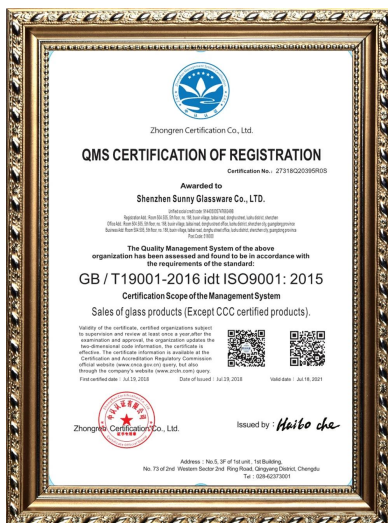 Zhongren Certification Co., Ltd.
QMS CERTIFICATION OF REGISTRATION
Certification No.: 27318Q20395R0S
Awarded to
Shenzhen Sunny Glassware Co., LTD.
The Quality Management System of the above
organization has been assessed and found to be in accordance with
the requirements of the standard:
GB / T19001-2016 idt ISO9001: 2015
Certification Scope of the Management System
Sales of glass products (Except CCC certified products).
Validity of the certificate, certified organizations subject
to supervision and review at least once a year,after the
examination and approval, the organization updates the
two-dimensional code information, the certificate is
effective. The certificate information is available at the
Certification and Accreditation Regulatory Commission
official website (www.cnca.gov.cn) query, but also
through the company's website (www.zrcfn.com) query.
First certified date : Jul.19, 2018 Date of Issued : Jul.19, 2018 Valid date : Jul.18, 2021
Zhongren Certification Co., Ltd.
Issued by : Haibo che
Address : No.5, 3F of 1st unit , 1st Building,
No. 73 of 2nd Western Sector 2nd Ring Road, Qingyang District, Chengdu
Tel : 028-62373001